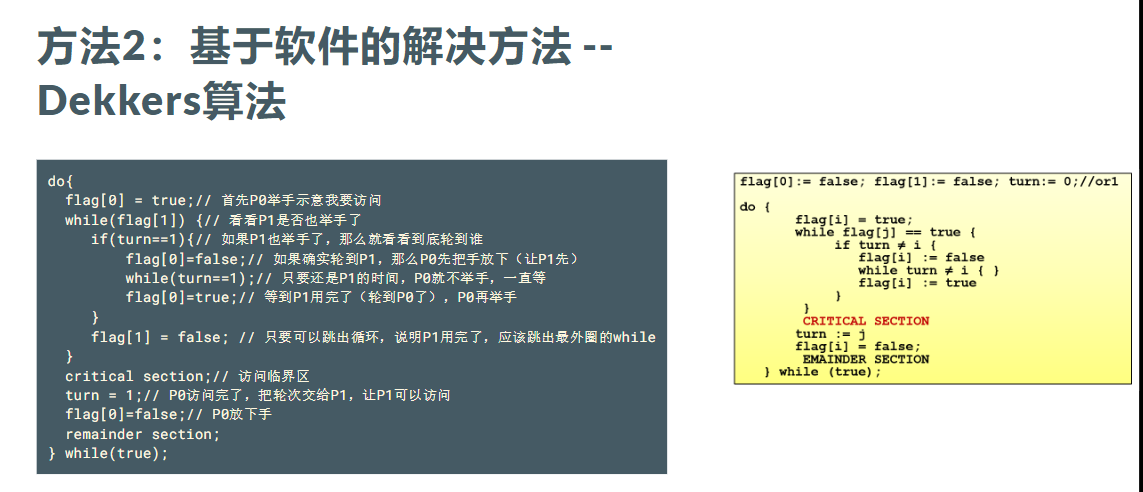 方法2：基于软件的解决方法 --
Dekkers算法
do{
flag[0] = true;// 首先P0举手示意我要访问
while(flag[1]) {// 看看P1是否也举手了
if(turn==1){// 如果P1也举手了，那么就看看到底轮到谁
flag[0]=false;// 如果确实轮到P1，那么P0先把手放下（让P1先）
while(turn==1);// 只要还是P1的时间，P0就不举手，一直等
flag[0]=true;// 等到P1用完了（轮到P0了），P0再举手
}
flag[1] = false; // 只要可以跳出循环，说明P1用完了，应该跳出最外圈的while
}
critical section;// 访问临界区
turn = 1;// P0访问完了，把轮次交给P1，让P1可以访问
flag[0]=false;// P0放下手
remainder section;
} while(true);
flag[0]:= false; flag[1]:= false; turn:= 0;//or1
do {
flag[i] = true;
while flag[j] == true {
if turn ≠ i {
flag[i] := false
while turn ≠ i { }
flag[i] := true
}
}
CRITICAL SECTION
turn := j
flag[i] = false;
EMAINDER SECTION
} while (true);